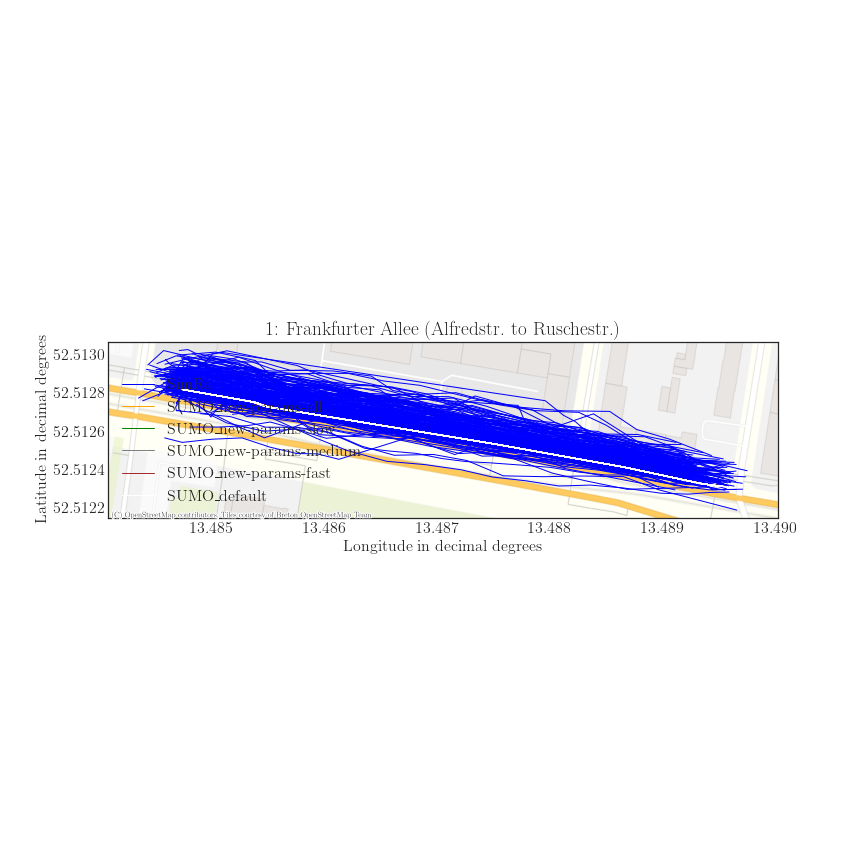 1: Frankfurter Allee (Alfredstr. to Ruschestr.)
Latitude in decimal degrees
52.5130
52.5128
52.5126
52.5124
52.5122
SUMO_new-params-slow
SUMO_new-params-medium
SUMO_new-params-fast
SUMO_default
(C) OpenStreetMap contributors, Tiles courtesy of Breton OpenStreetMap Team
13.485 13.486 13.487 13.488 13.489 13.490
Longitude in decimal degrees